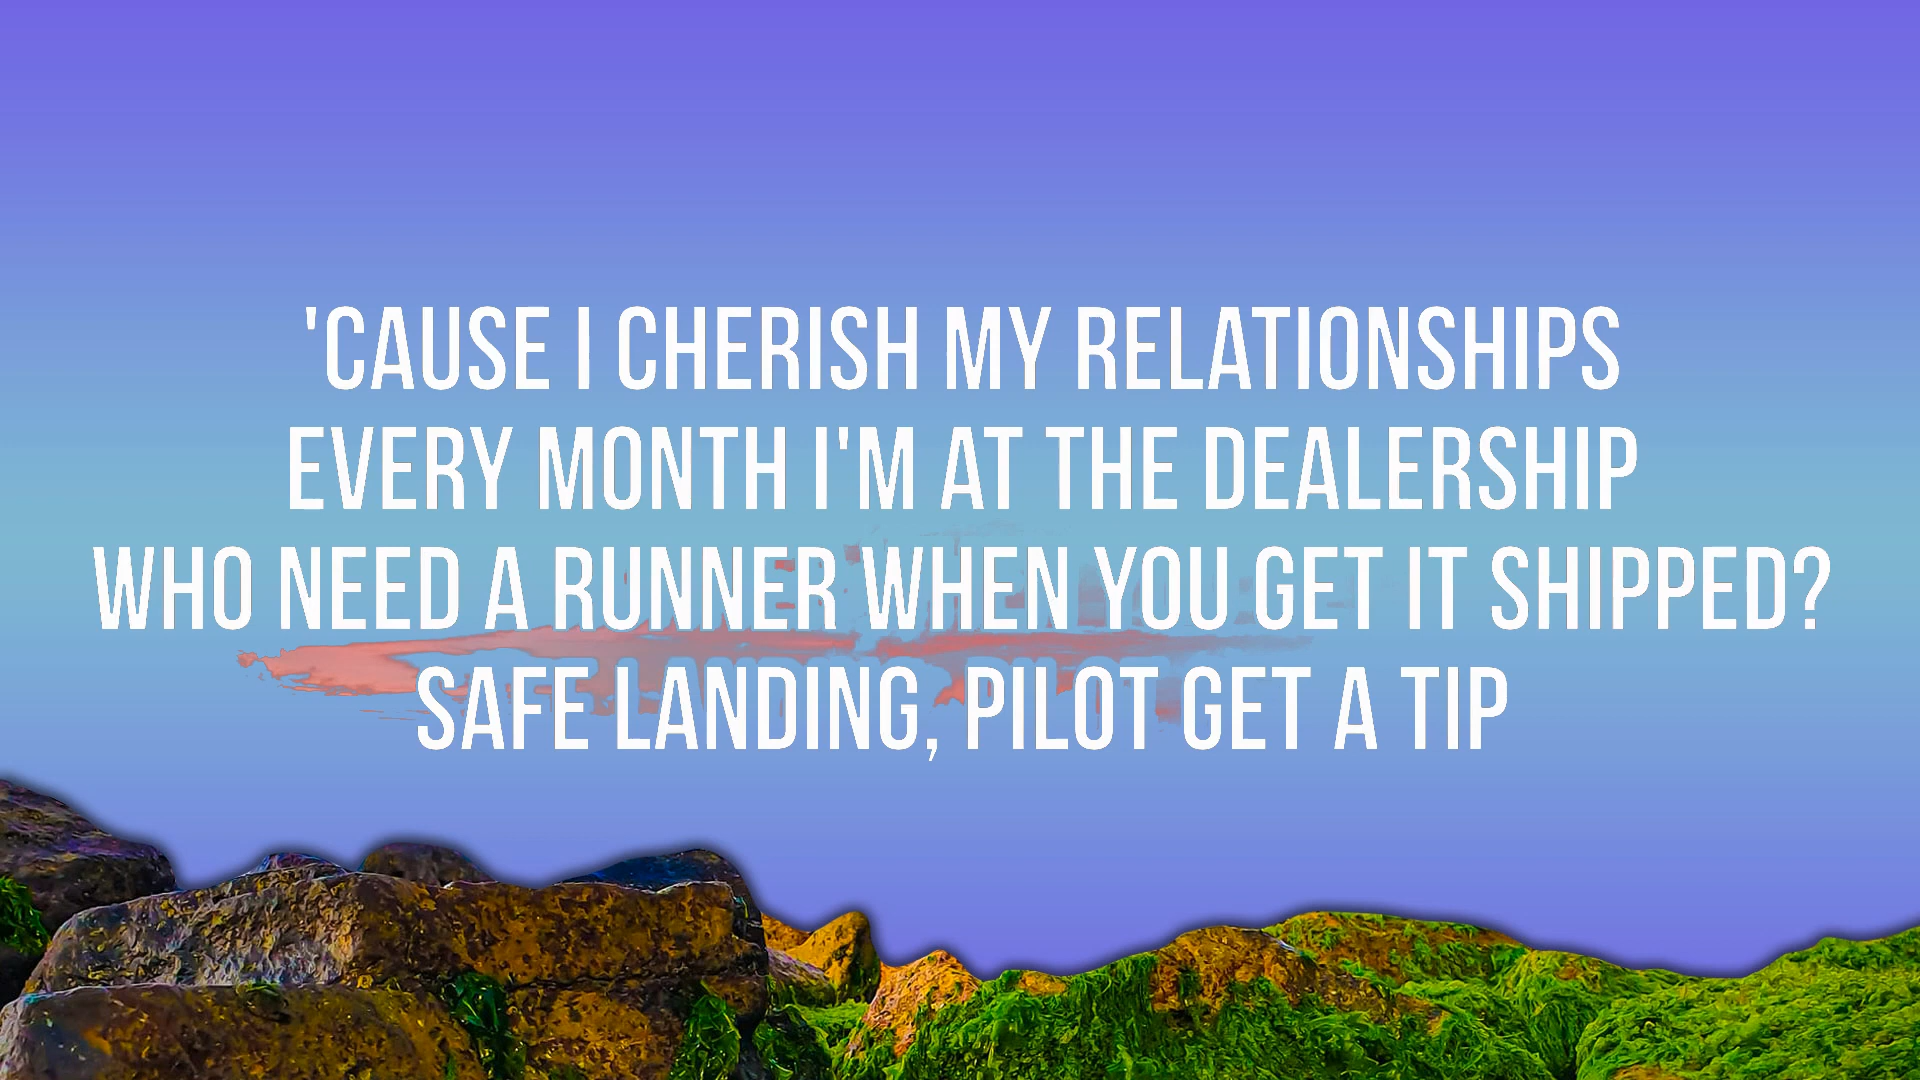 'CAUSE I CHERISH MY RELATIONSHIPS
EVERY MONTH I'M AT THE DEALERSHIP
WHO NEED A RUNNER WHEN YOU GET IT SHIPPED?
SAFE LANDING, PILOT GET A TIP